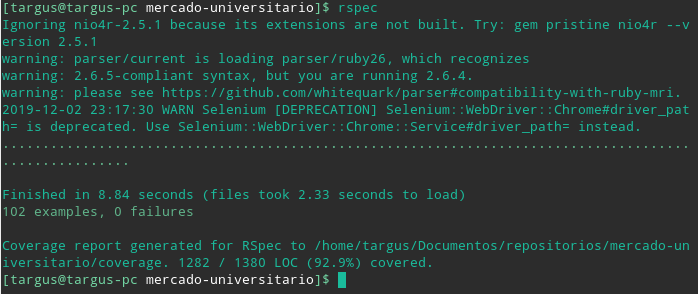 [targus@targus-pc mercado-universitario]$ rspec
Ignoring nio4r-2.5.1 because its extensions are not built. Try: gem pristine nio4r --v
ersion 2.5.1
warning: parser/current is loading parser/ruby26, which recognizes
warning: 2.6.5-compliant syntax, but you are running 2.6.4.
warning: please see https://github.com/whitequark/parser#compatibility-with-ruby-mri.
2019-12-02 23:17:30 WARN Selenium [DEPRECATION] Selenium::WebDriver::Chrome#driver_pat
h= is deprecated. Use Selenium::WebDriver::Chrome::Service#driver_path= instead.
......................................................................................
................
Finished in 8.84 seconds (files took 2.33 seconds to load)
102 examples, 0 failures
Coverage report generated for RSpec to /home/targus/Documentos/repositorios/mercado-un
iversitario/coverage. 1282 / 1380 LOC (92.9%) covered.
[targus@targus-pc mercado-universitario]$